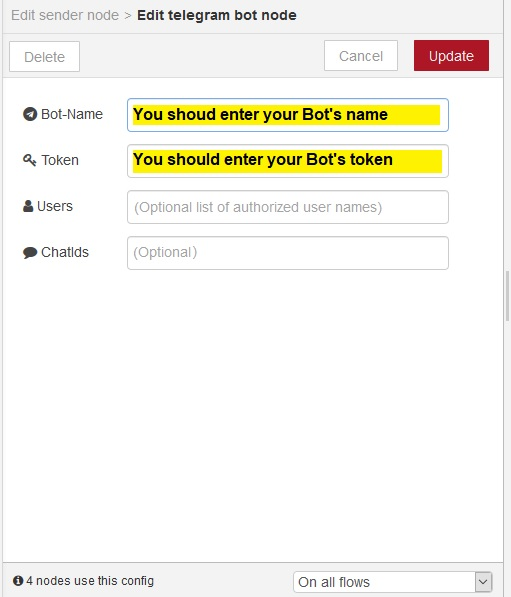 Edit sender node > Edit telegram bot node
Delete Cancel Update
Bot-Name You shoud enter your Bot's name
Token You should enter your Bot's token
Users (Optional list of authorized user names)
ChatIds (Optional)
4 nodes use this config On all flows